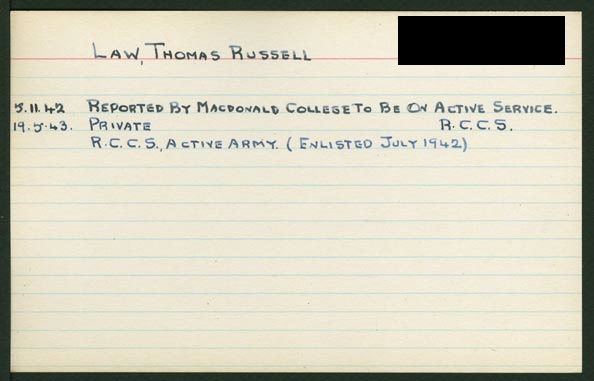 LAW, THOMAS RUSSELL
5.11.42 REPORTED BY MACDONALD COLLEGE TO BE ON ACTIVE SERVICE.
19.5.43. PRIVATE R.C.C.S.
R.C.C.S., ACTIVE ARMY. (ENLISTED JULY 1942)